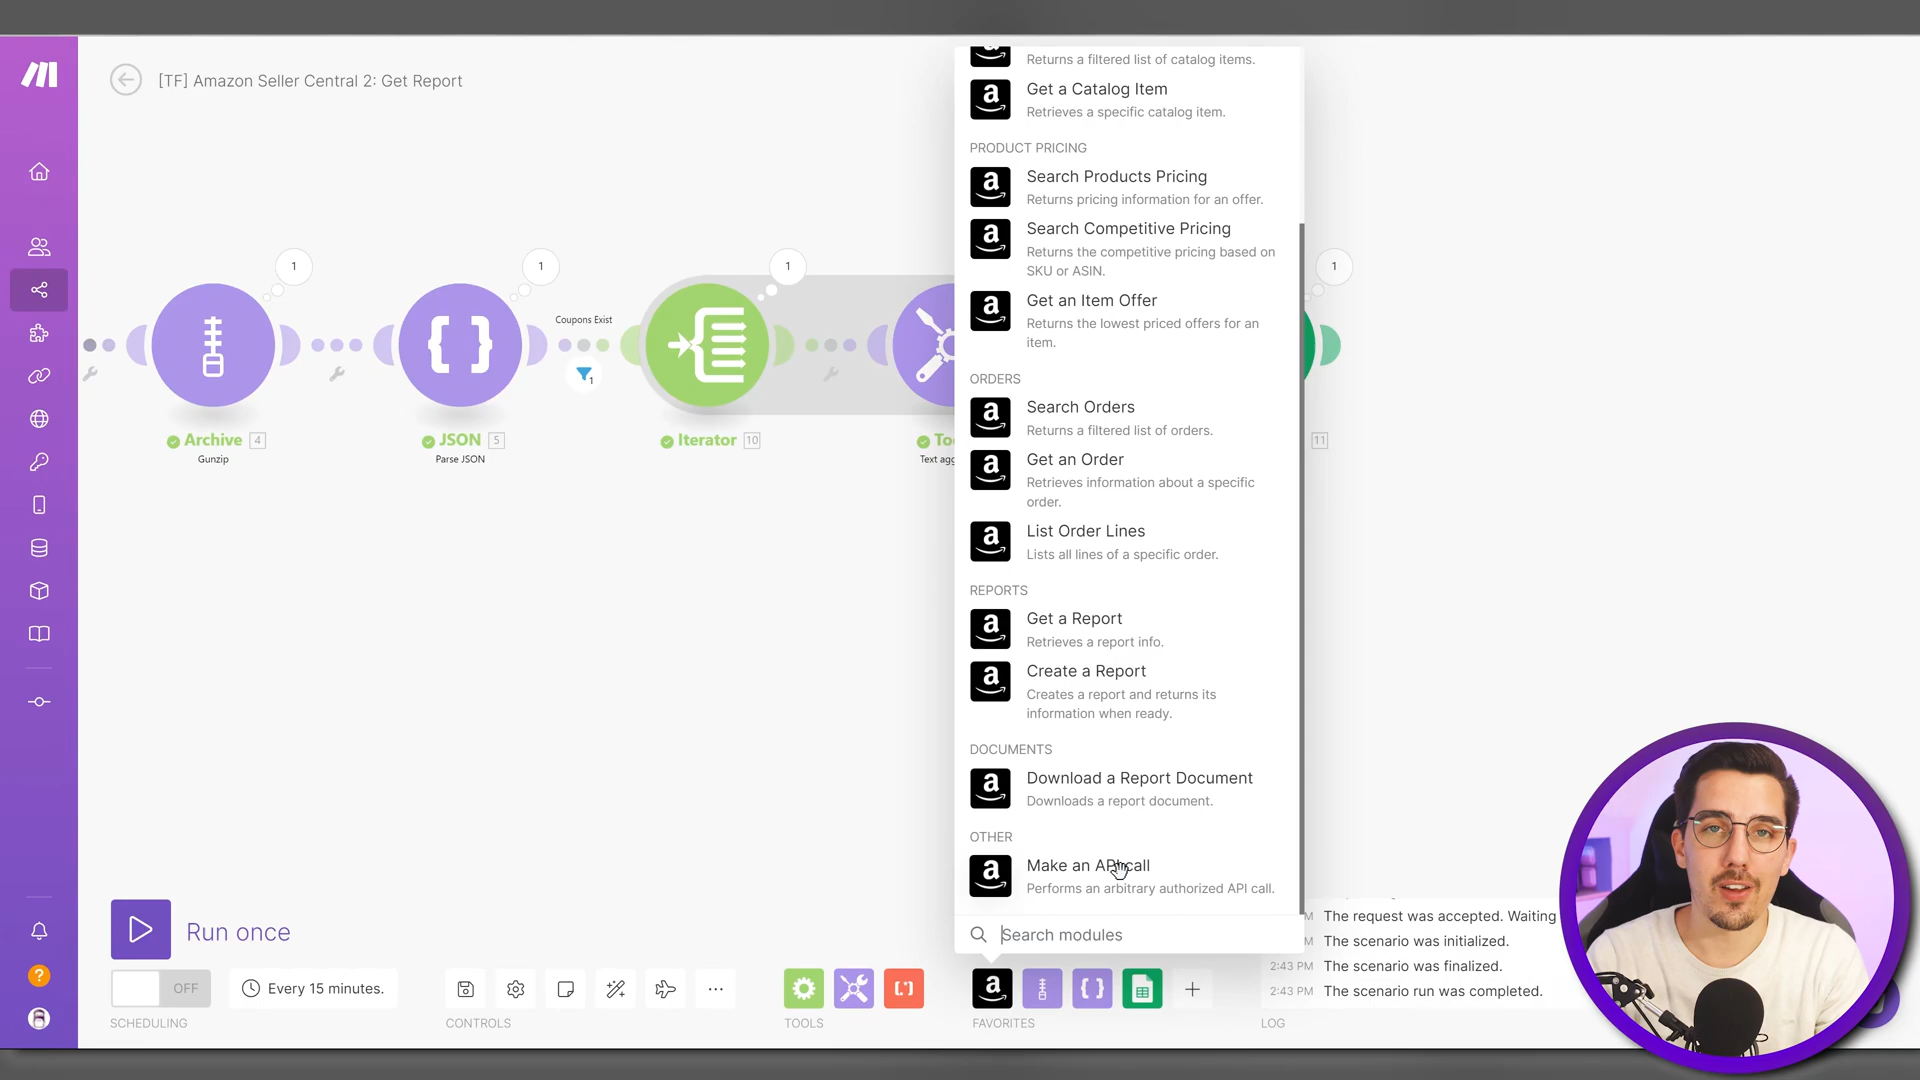 [TF] Amazon Seller Central 2: Get Report
Returns a filtered list of catalog items.
Get a Catalog Item
Retrieves a specific catalog item.
PRODUCT PRICING
Search Products Pricing
Returns pricing information for an offer.
Search Competitive Pricing
Returns the competitive pricing based on
SKU or ASIN.
Get an Item Offer
Returns the lowest priced offers for an
item.
ORDERS
Search Orders
Returns a filtered list of orders.
Get an Order
Retrieves information about a specific
order.
List Order Lines
Lists all lines of a specific order.
REPORTS
Get a Report
Retrieves a report info.
Create a Report
Creates a report and returns its
information when ready.
DOCUMENTS
Download a Report Document
Downloads a report document.
OTHER
Make an API call
Performs an arbitrary authorized API call.
Search modules
1
1
1
1
Coupons Exist
1
Archive 4
Gunzip
JSON 5
Parse JSON
Iterator 10
To
Text agg
11
Run once
OFF
Every 15 minutes.
SCHEDULING
CONTROLS
TOOLS
FAVORITES
LOG
M The request was accepted. Waiting
M The scenario was initialized.
2:43 PM The scenario was finalized.
2:43 PM The scenario run was completed.